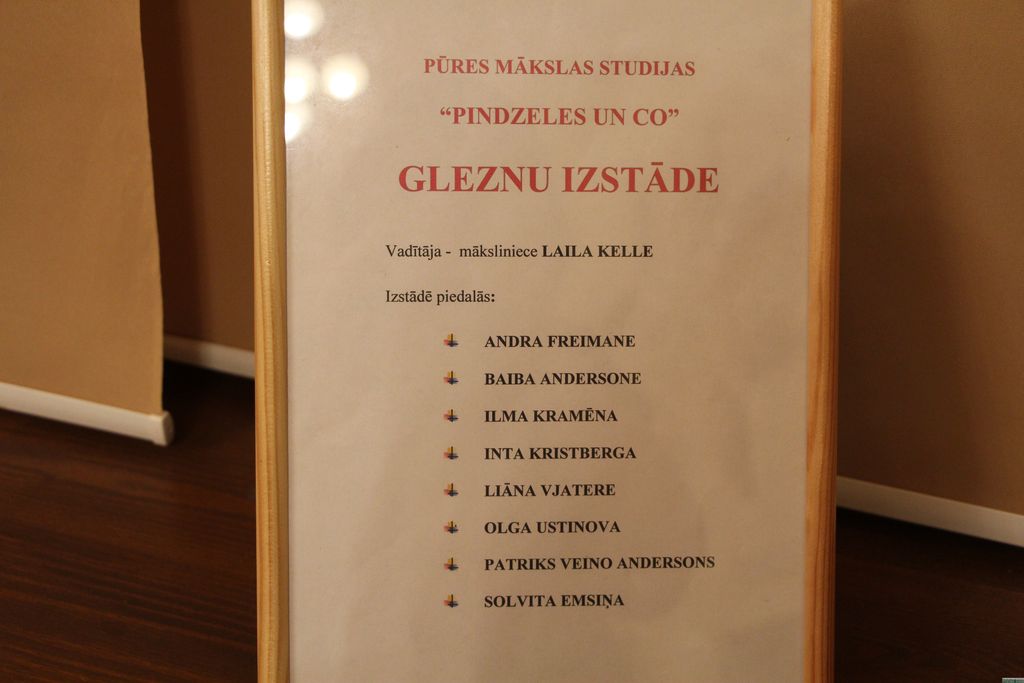 PŪRES MĀKSLAS STUDIJAS
“PINDZELES UN CO”
GLEZNU IZSTĀDE
Vadītāja - māksliniece LAILA KELLE
Izstādē piedalās:
ANDRA FREIMANE
BAIBA ANDERSONE
ILMA KRAMĒNA
INTA KRISTBERGA
LIĀNA VJATERE
OLGA USTINOVA
PATRIKS VEINO ANDERSONS
SOLVITA EMSIŅA